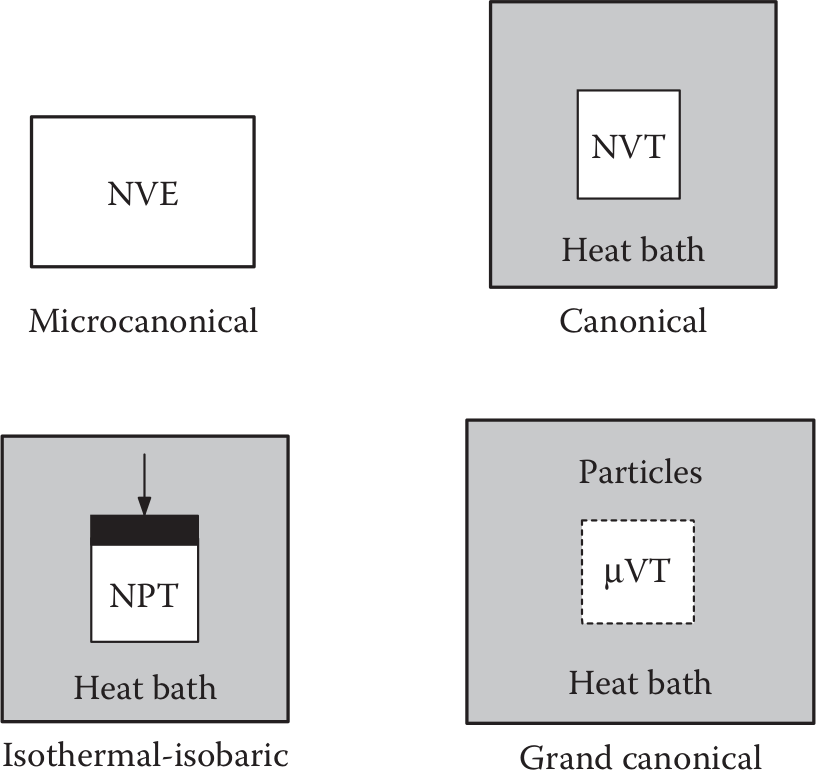 NVE
Microcanonical
NVT
Heat bath
Canonical
NPT
Heat bath
Isothermal-isobaric
Particles
μVT
Heat bath
Grand canonical